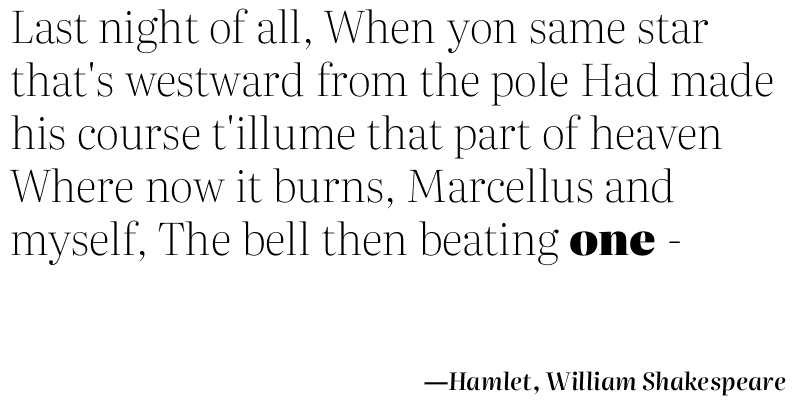 Last night of all, When yon same star
that's westward from the pole Had made
his course t'illume that part of heaven
Where now it burns, Marcellus and
myself, The bell then beating one -
—Hamlet, William Shakespeare